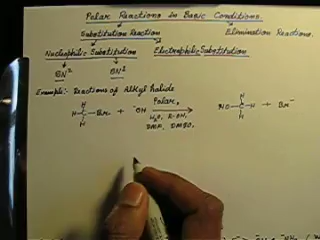 Polar Reactions in Basic Conditions.
Substitution Reaction
Elimination Reactions.
Nucleophilic Substitution
Electrophilic Substitution
SN²
SN¹
Example:- Reactions of Alkyl halide
Polar,
H
H
H-C-Br + ⁻OH
HO-C-H + Br⁻
H
H₂O, R-OH,
H
DMF, DMSO,